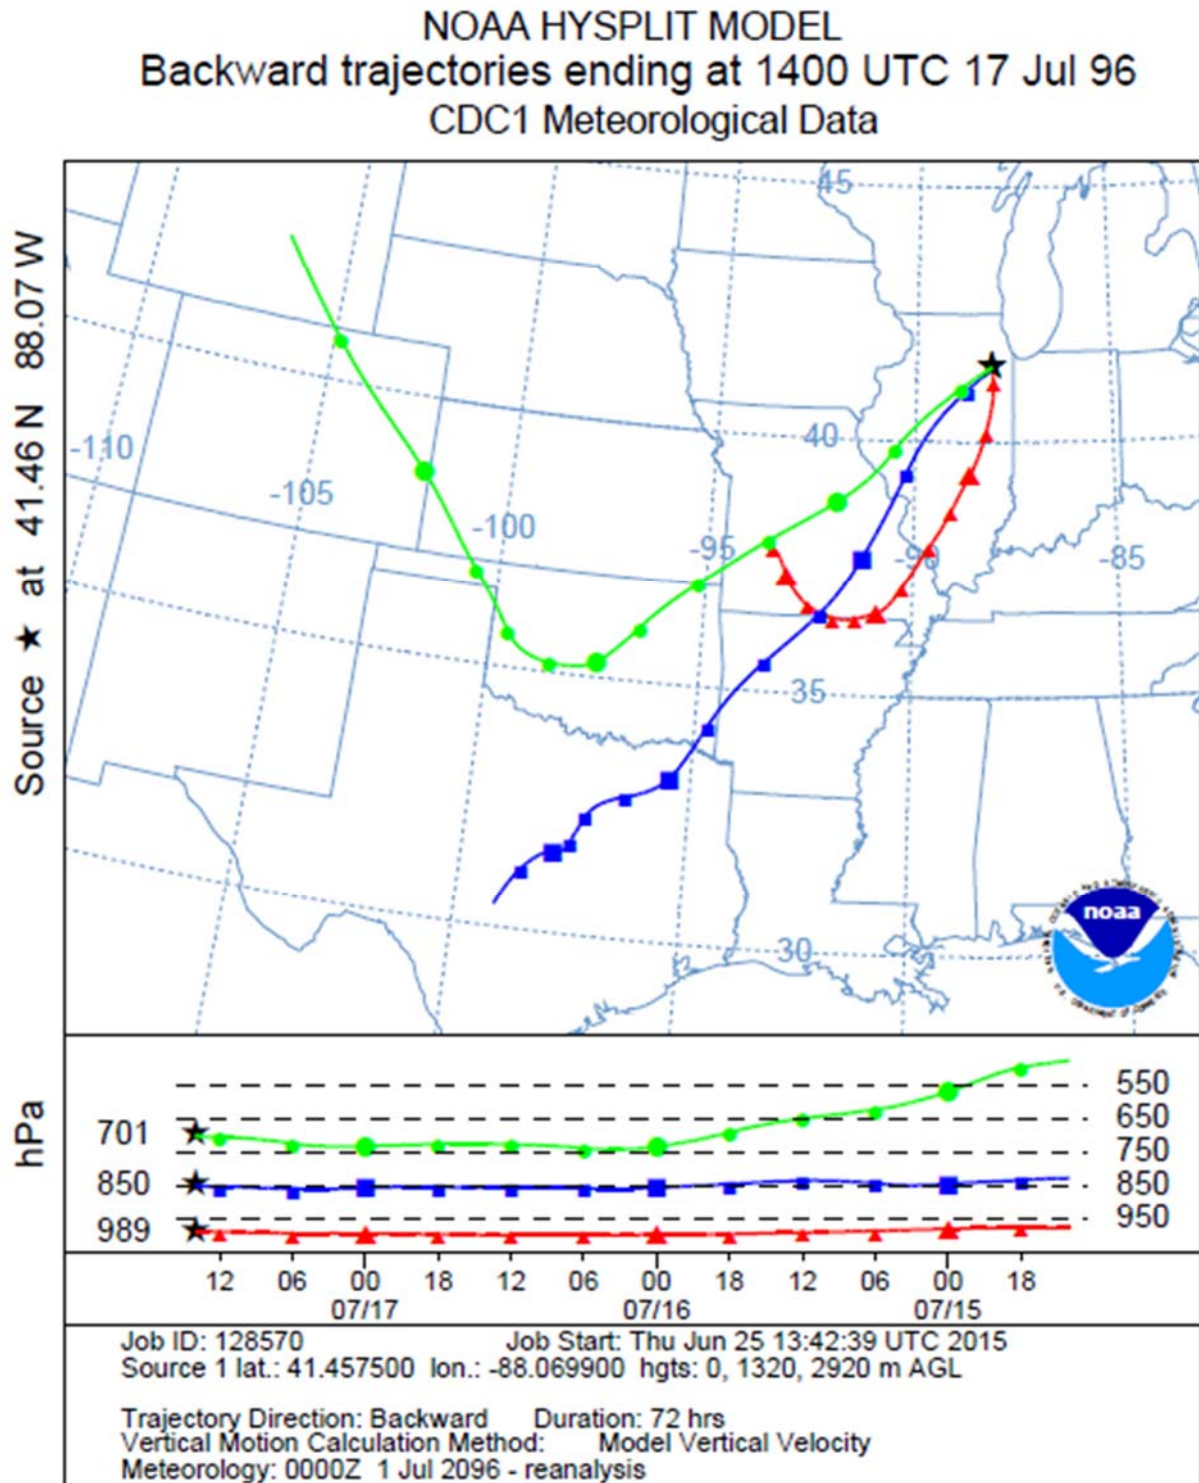 NOAA HYSPLIT MODEL
Backward trajectories ending at 1400 UTC 17 Jul 96
CDC1 Meteorological Data
Source ★ at 41.46 N 88.07 W
45
-110
40
-105
-100
-95
-90
-85
35
noaa
30
hPa
701
850
989
550
650
750
850
950
12 06 00 18 12 06 00 18 12 06 00 18
07/17 07/16 07/15
Job ID: 128570 Job Start: Thu Jun 25 13:42:39 UTC 2015
Source 1 lat.: 41.457500 lon.: -88.069900 hgts: 0, 1320, 2920 m AGL
Trajectory Direction: Backward Duration: 72 hrs
Vertical Motion Calculation Method: Model Vertical Velocity
Meteorology: 0000Z 1 Jul 2096 - reanalysis